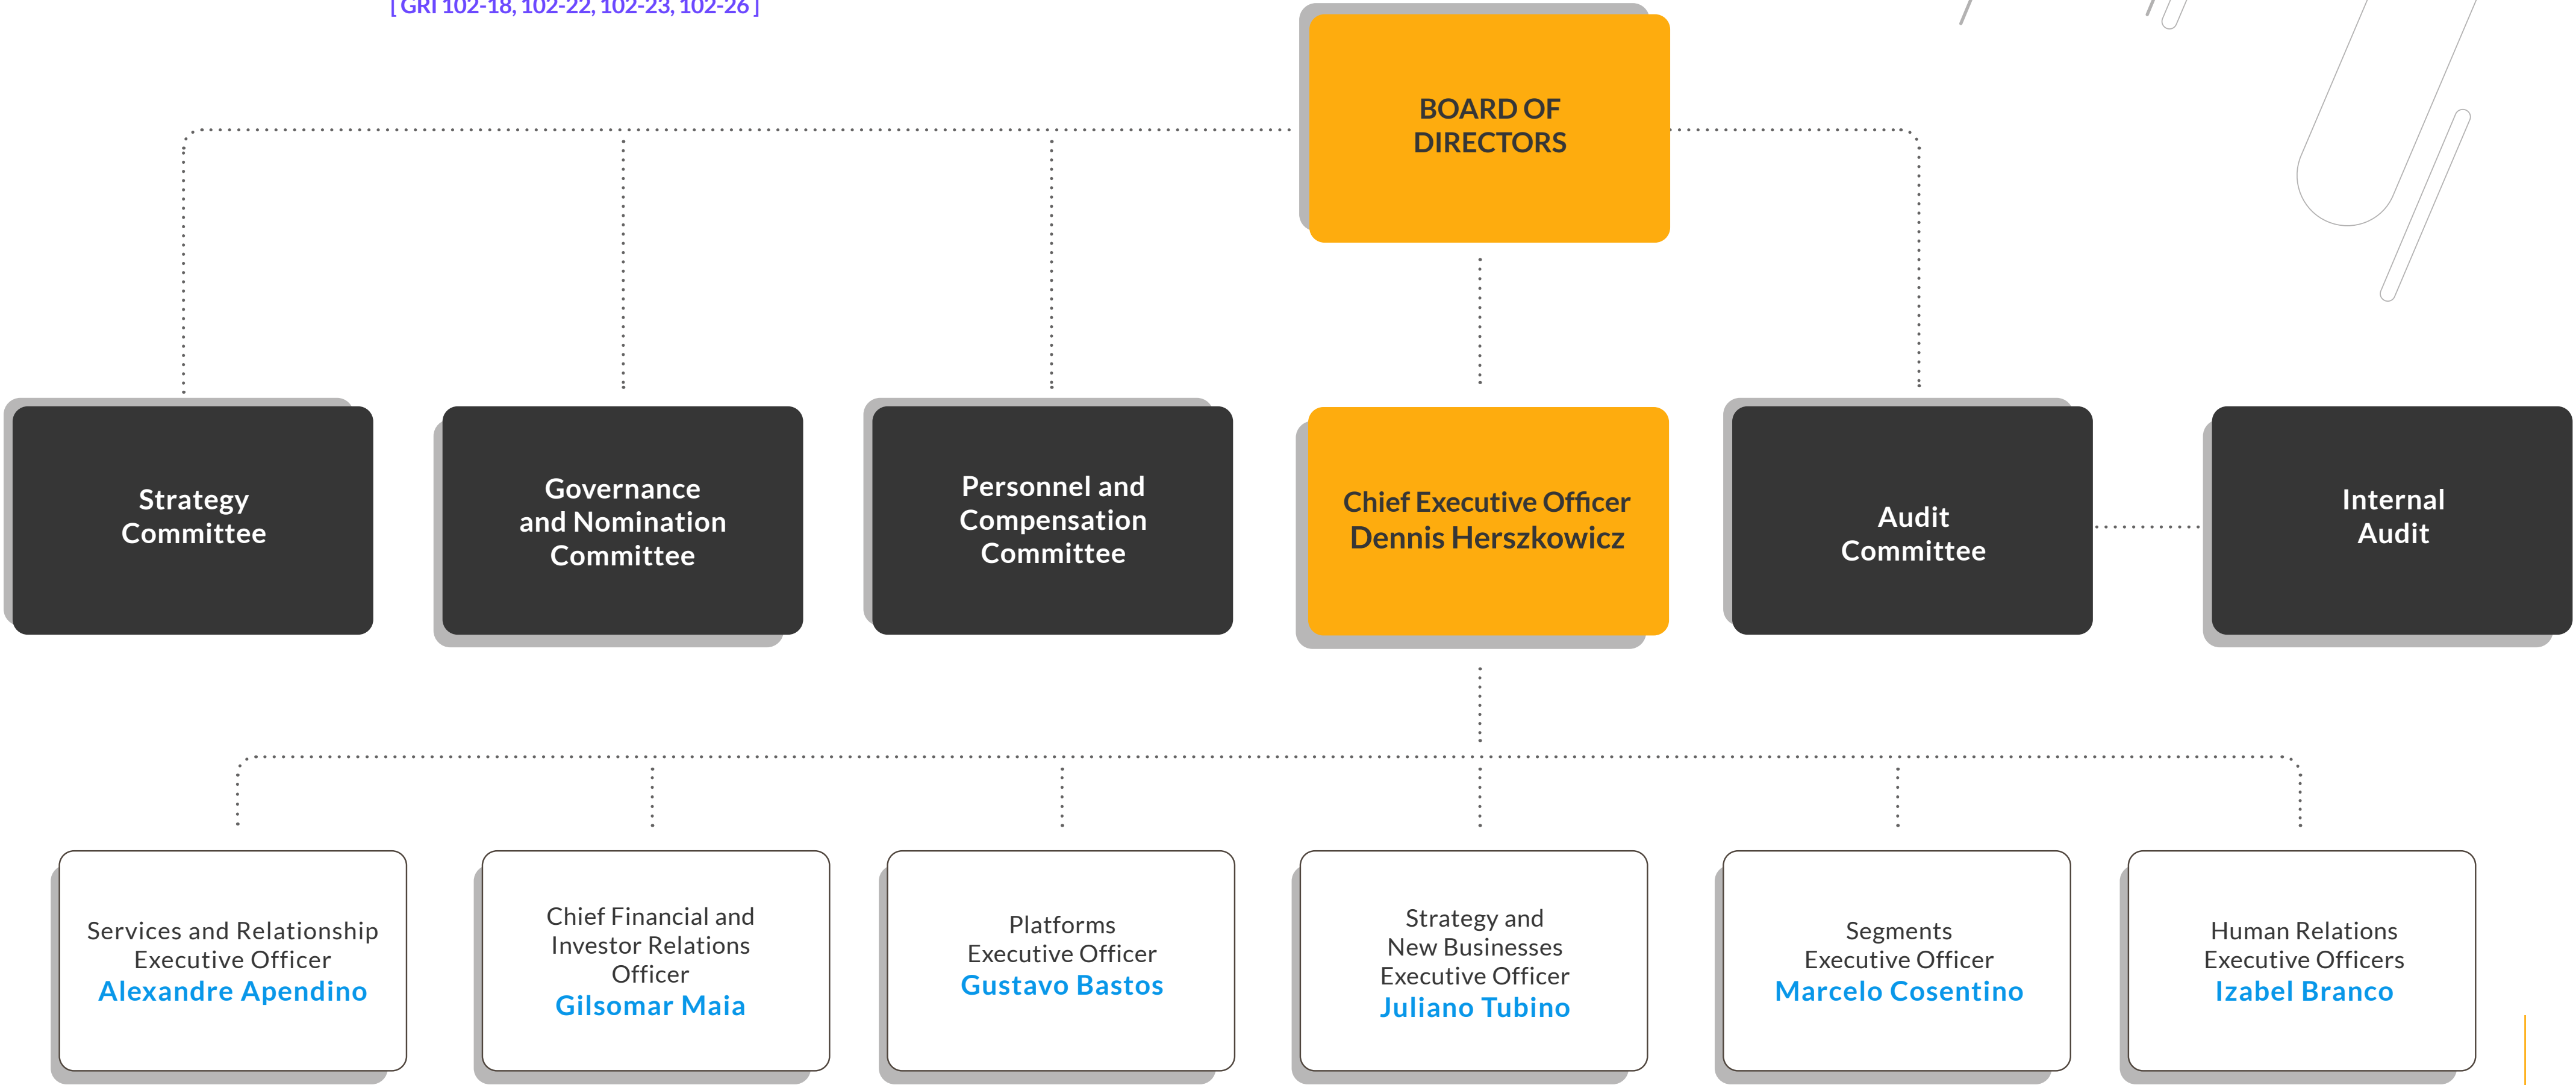 [ GRI 102-18, 102-22, 102-23, 102-26 ]
BOARD OF
DIRECTORS
Strategy
Committee
Governance
and Nomination
Committee
Personnel and
Compensation
Committee
Chief Executive Officer
Dennis Herszkowicz
Audit
Committee
Internal
Audit
Services and Relationship
Executive Officer
Alexandre Apendino
Chief Financial and
Investor Relations
Officer
Gilsomar Maia
Platforms
Executive Officer
Gustavo Bastos
Strategy and
New Businesses
Executive Officer
Juliano Tubino
Segments
Executive Officer
Marcelo Cosentino
Human Relations
Executive Officers
Izabel Branco